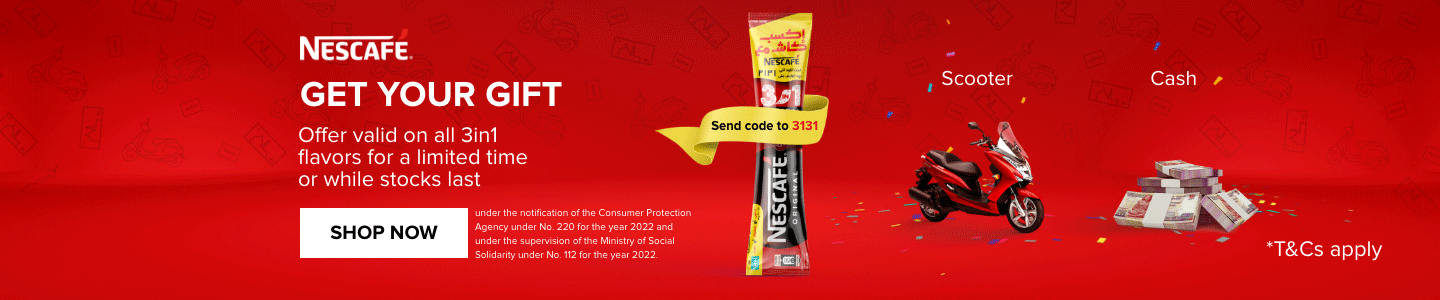 NESCAFÉ
GET YOUR GIFT
Offer valid on all 3in1
flavors for a limited time
or while stocks last
SHOP NOW
under the notification of the Consumer Protection
Agency under No. 220 for the year 2022 and
under the supervision of the Ministry of Social
Solidarity under No. 112 for the year 2022.
إكسب
كاش مع
NESCAFÉ
٣١٣١
3in1
Send code to 3131
NESCAFÉ
ORIGINAL
Scooter
Cash
*T&Cs apply